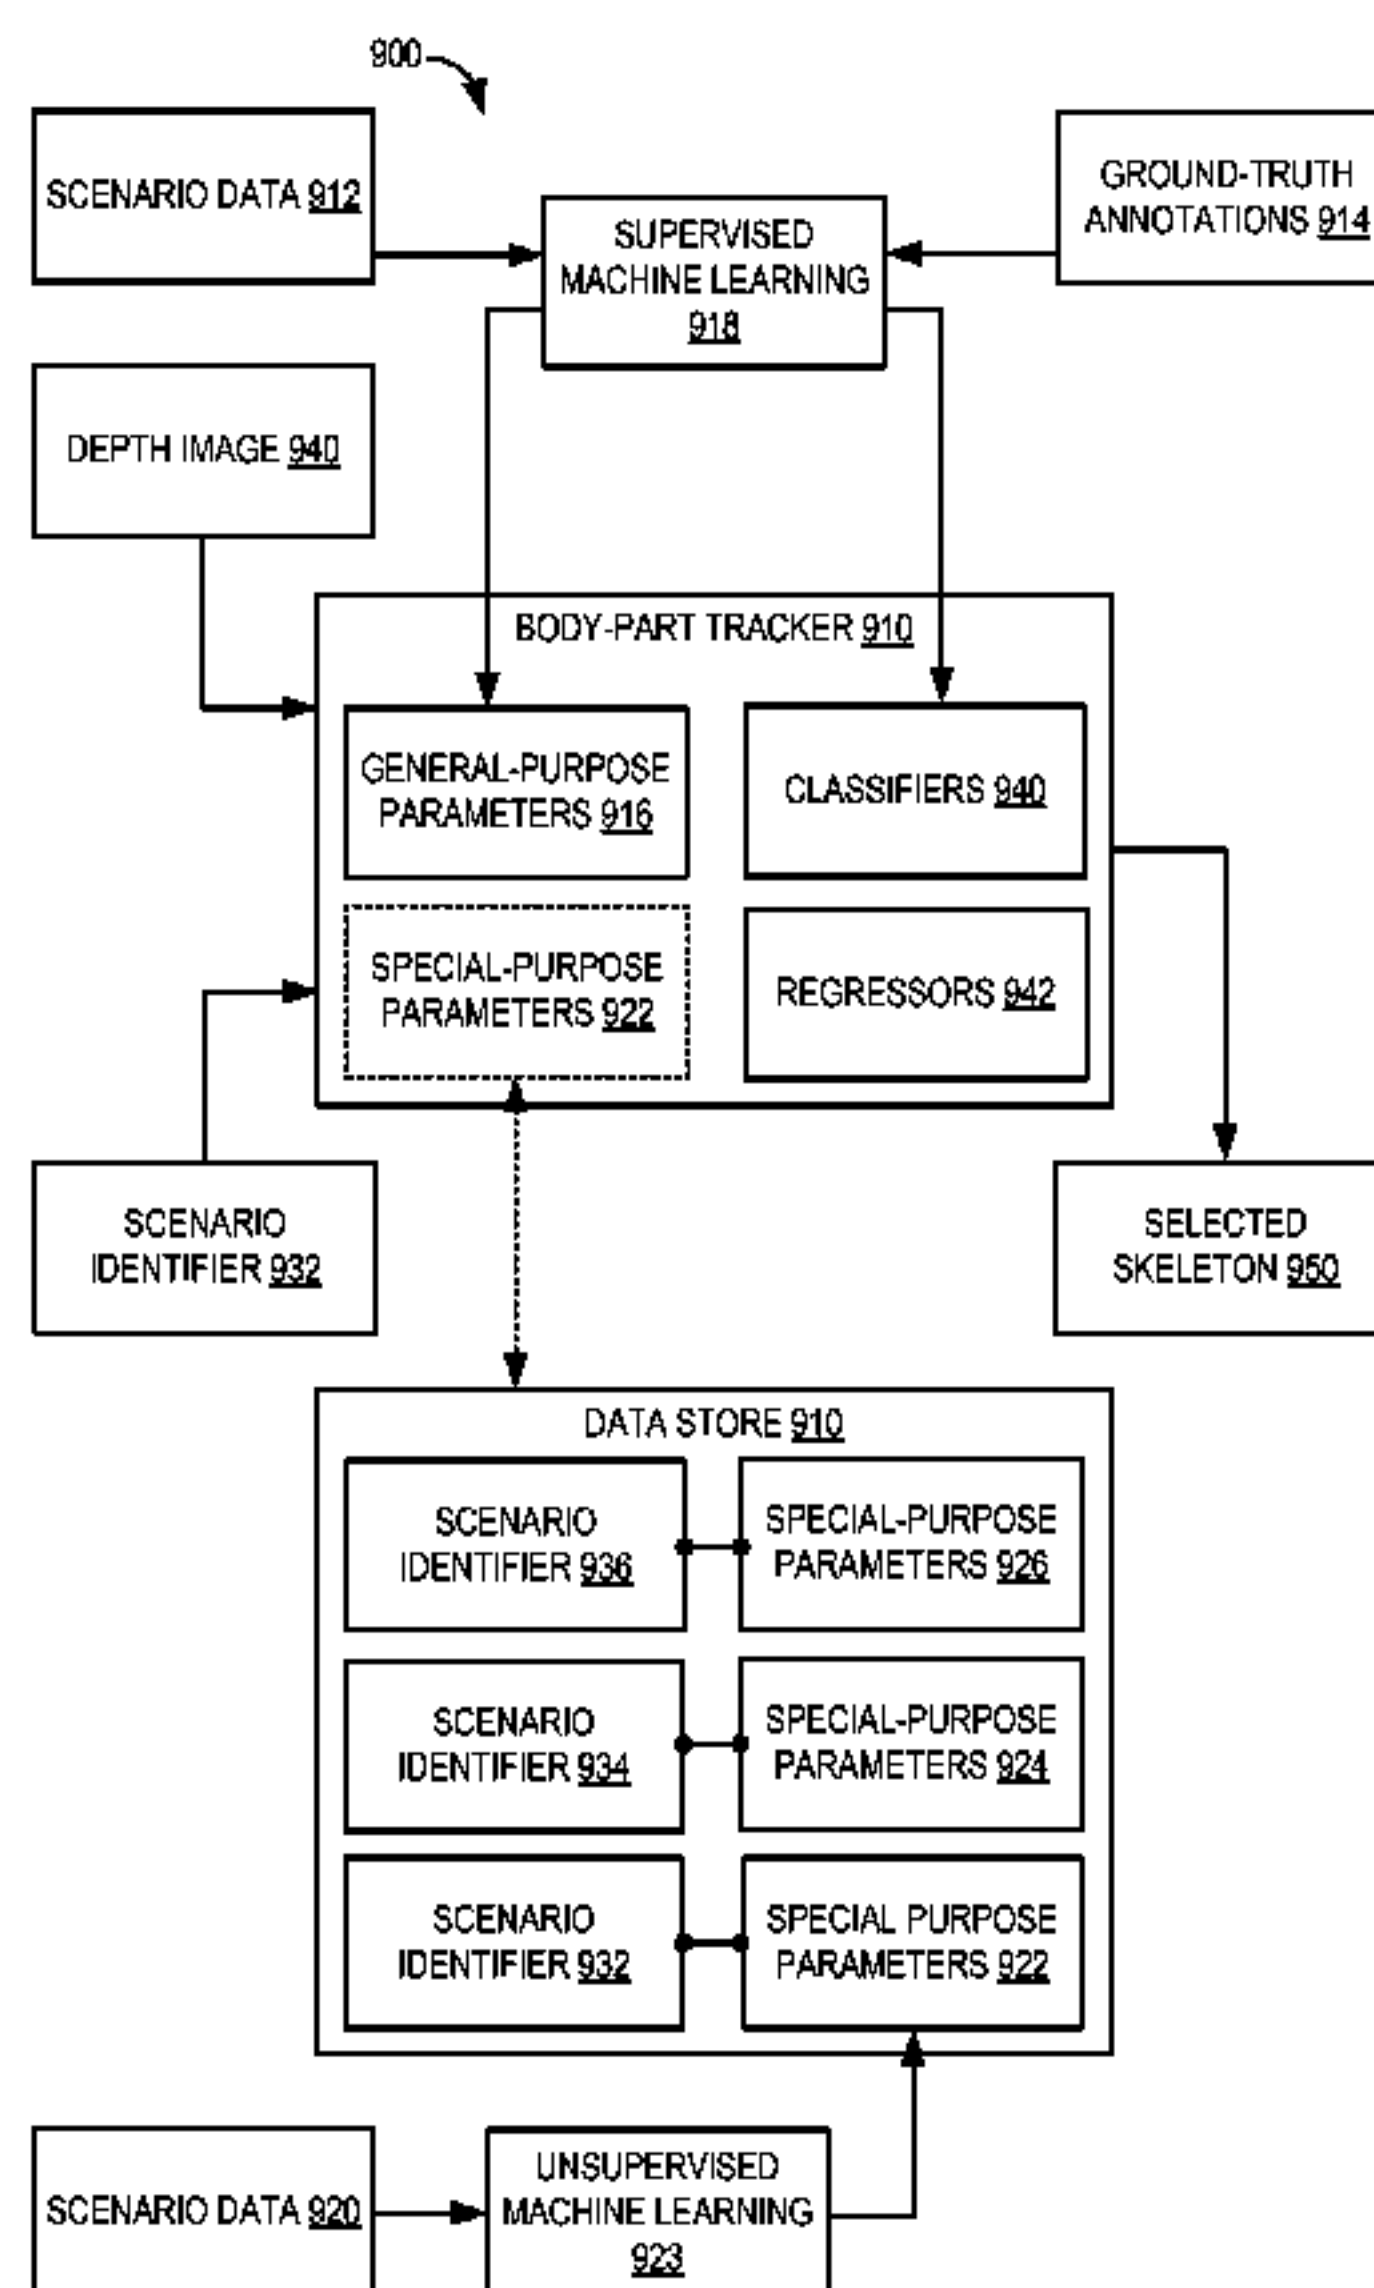 900
SCENARIO DATA 912
GROUND-TRUTH
ANNOTATIONS 914
SUPERVISED
MACHINE LEARNING
918
DEPTH IMAGE 940
BODY-PART TRACKER 910
GENERAL-PURPOSE
PARAMETERS 916
CLASSIFIERS 940
SPECIAL-PURPOSE
PARAMETERS 922
REGRESSORS 942
SCENARIO
IDENTIFIER 932
SELECTED
SKELETON 950
DATA STORE 910
SCENARIO
IDENTIFIER 936
SPECIAL-PURPOSE
PARAMETERS 926
SCENARIO
IDENTIFIER 934
SPECIAL-PURPOSE
PARAMETERS 924
SCENARIO
IDENTIFIER 932
SPECIAL PURPOSE
PARAMETERS 922
SCENARIO DATA 920
UNSUPERVISED
MACHINE LEARNING
923